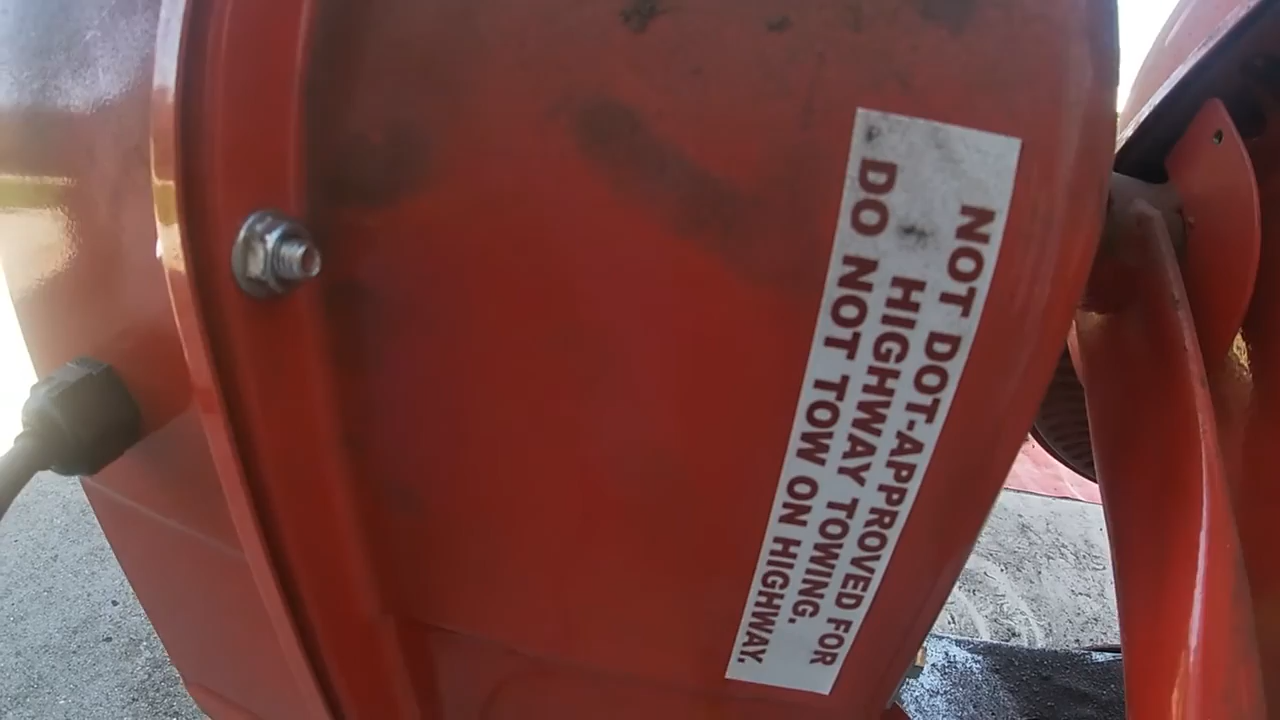 NOT DOT-APPROVED FOR
HIGHWAY TOWING.
DO NOT TOW ON HIGHWAY.